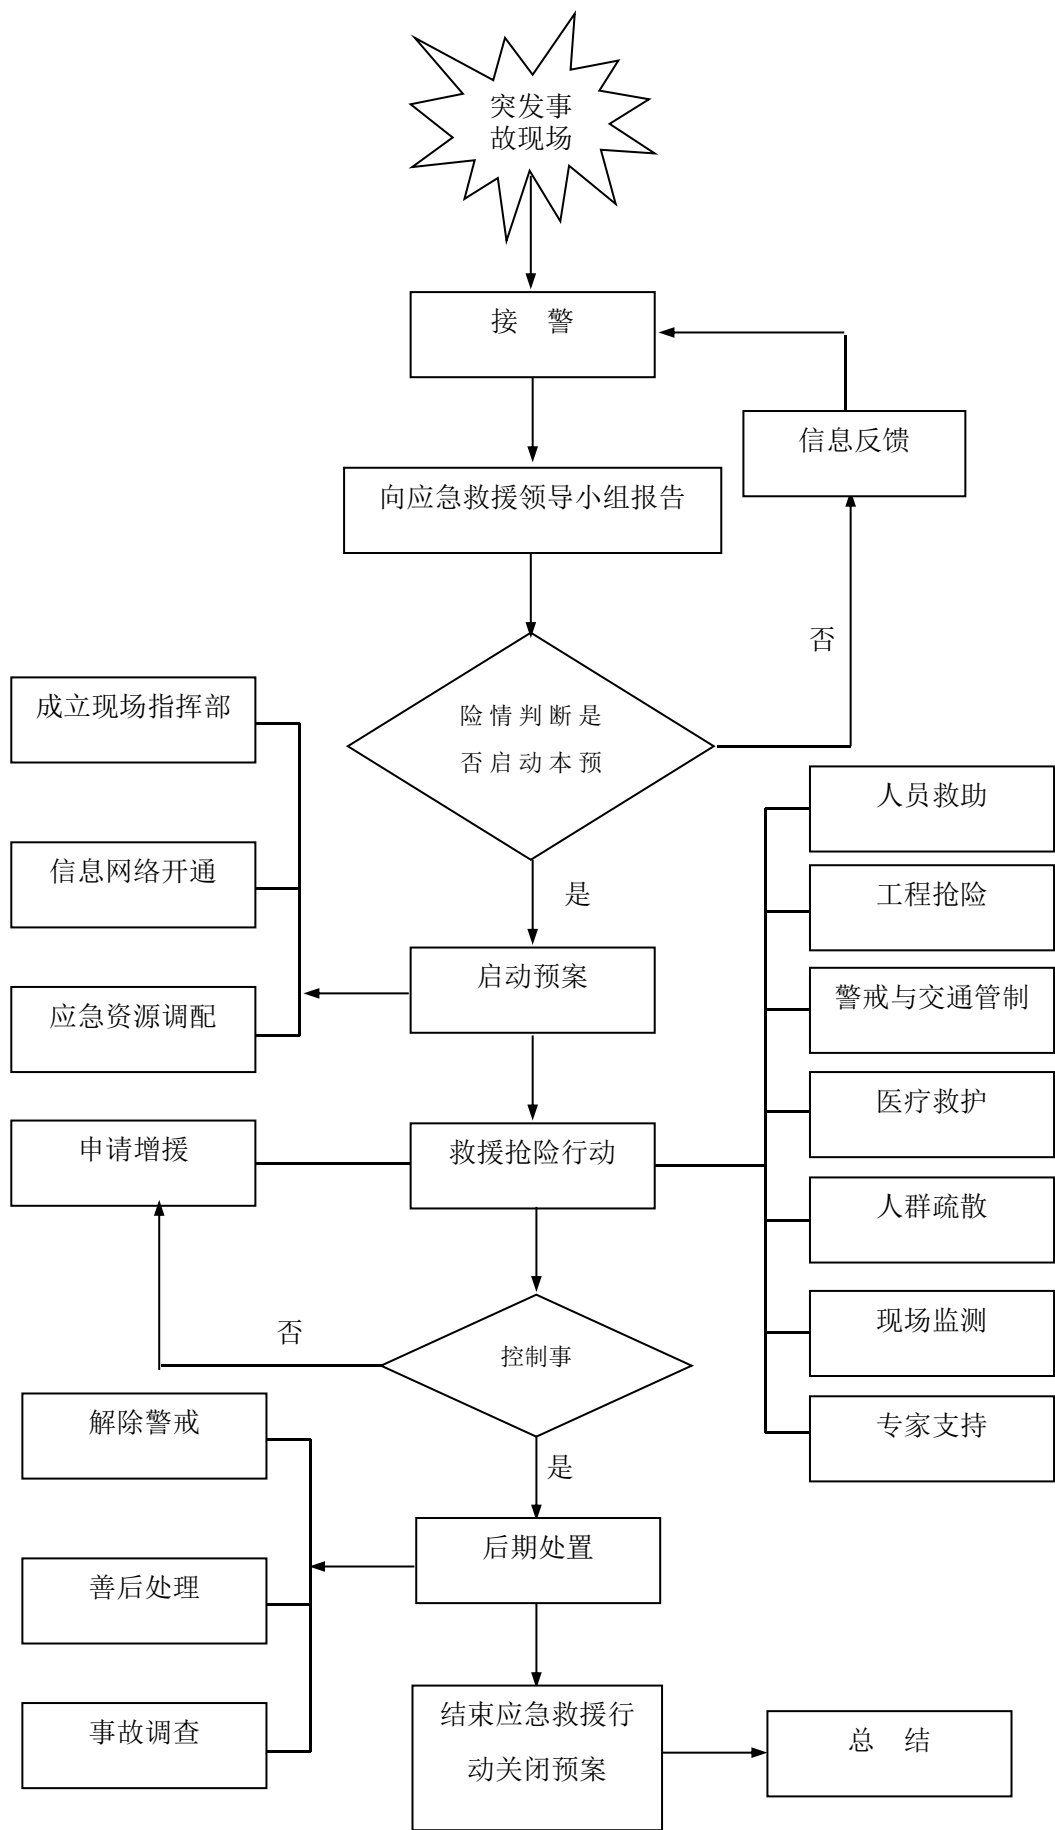 突发事
故现场
接 警
信息反馈
向应急救援领导小组报告
否
成立现场指挥部
险情判断是
否启动本预
人员救助
信息网络开通
是
工程抢险
启动预案
警戒与交通管制
应急资源调配
医疗救护
申请增援
救援抢险行动
人群疏散
现场监测
否
控制事
解除警戒
专家支持
是
后期处置
善后处理
结束应急救援行
动关闭预案
事故调查
总 结